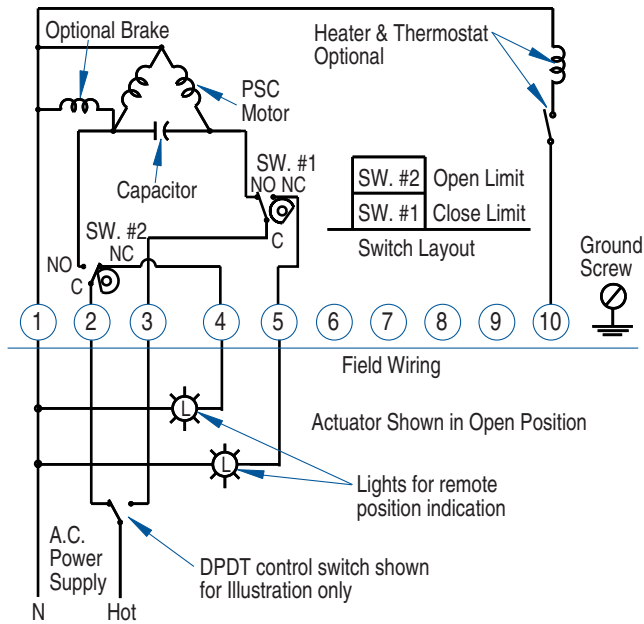 Optional Brake
Heater & Thermostat
Optional
PSC
Motor
Capacitor
SW. #1
NO NC
C
SW. #2
NC
NO
C
SW. #2 Open Limit
SW. #1 Close Limit
Switch Layout
Ground
Screw
1 2 3 4 5 6 7 8 9 10
Field Wiring
L
Actuator Shown in Open Position
L
Lights for remote
position indication
A.C.
Power
Supply
DPDT control switch shown
for Illustration only
N Hot